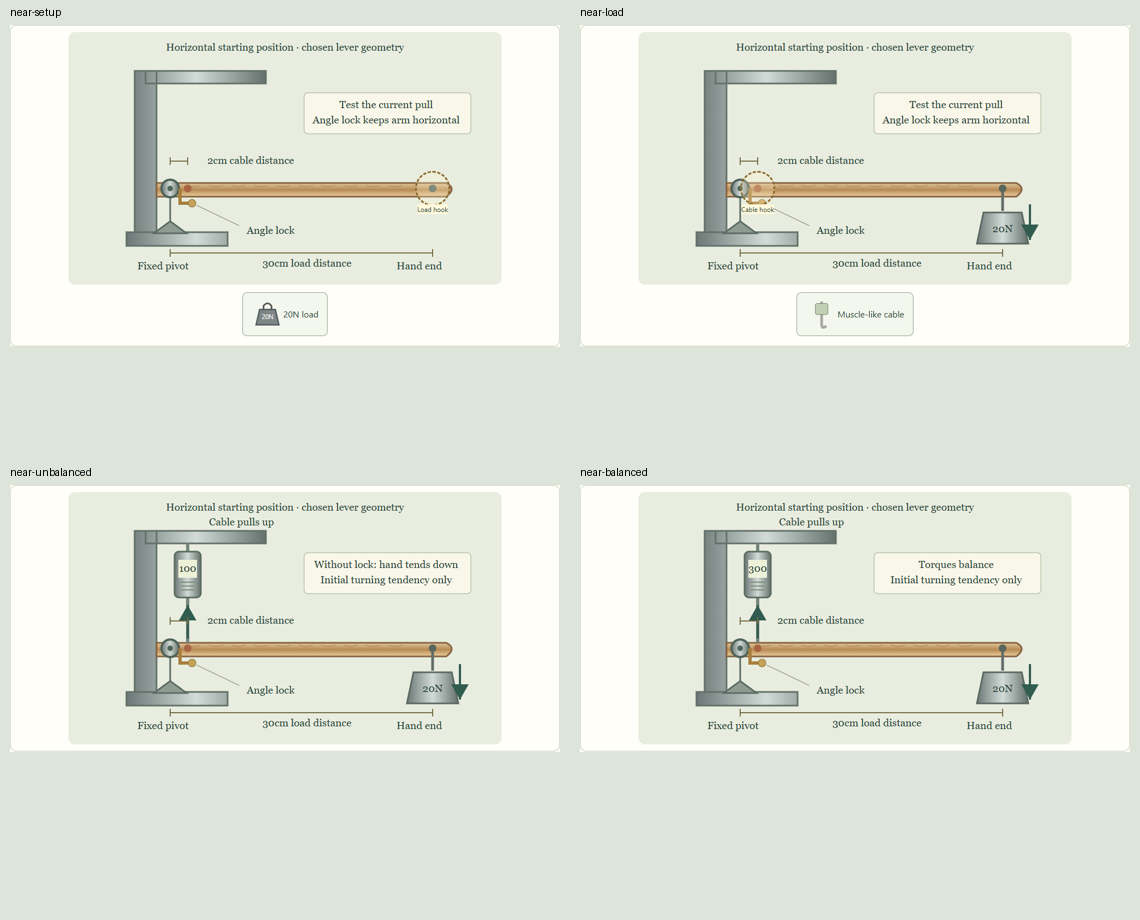 near-setup
Horizontal starting position · chosen lever geometry
Test the current pull
Angle lock keeps arm horizontal
2cm cable distance
Load hook
Angle lock
30cm load distance
Fixed pivot
Hand end
20N
20N load
near-load
Horizontal starting position · chosen lever geometry
Test the current pull
Angle lock keeps arm horizontal
2cm cable distance
Cable hook
20N
Angle lock
30cm load distance
Fixed pivot
Hand end
Muscle-like cable
near-unbalanced
Horizontal starting position · chosen lever geometry
Cable pulls up
100
Without lock: hand tends down
Initial turning tendency only
2cm cable distance
20N
Angle lock
30cm load distance
Fixed pivot
Hand end
near-balanced
Horizontal starting position · chosen lever geometry
Cable pulls up
300
Torques balance
Initial turning tendency only
2cm cable distance
20N
Angle lock
30cm load distance
Fixed pivot
Hand end